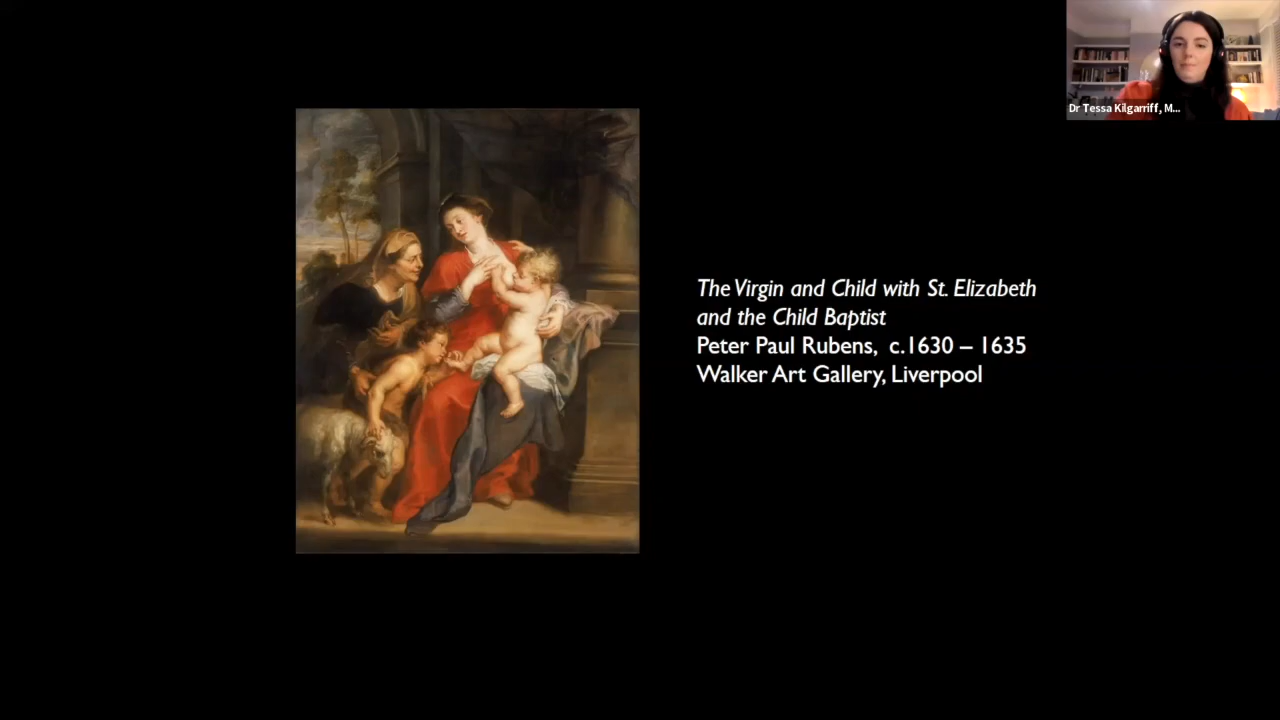 Dr Tessa Kilgarriff, M...
The Virgin and Child with St. Elizabeth
and the Child Baptist
Peter Paul Rubens, c.1630 – 1635
Walker Art Gallery, Liverpool